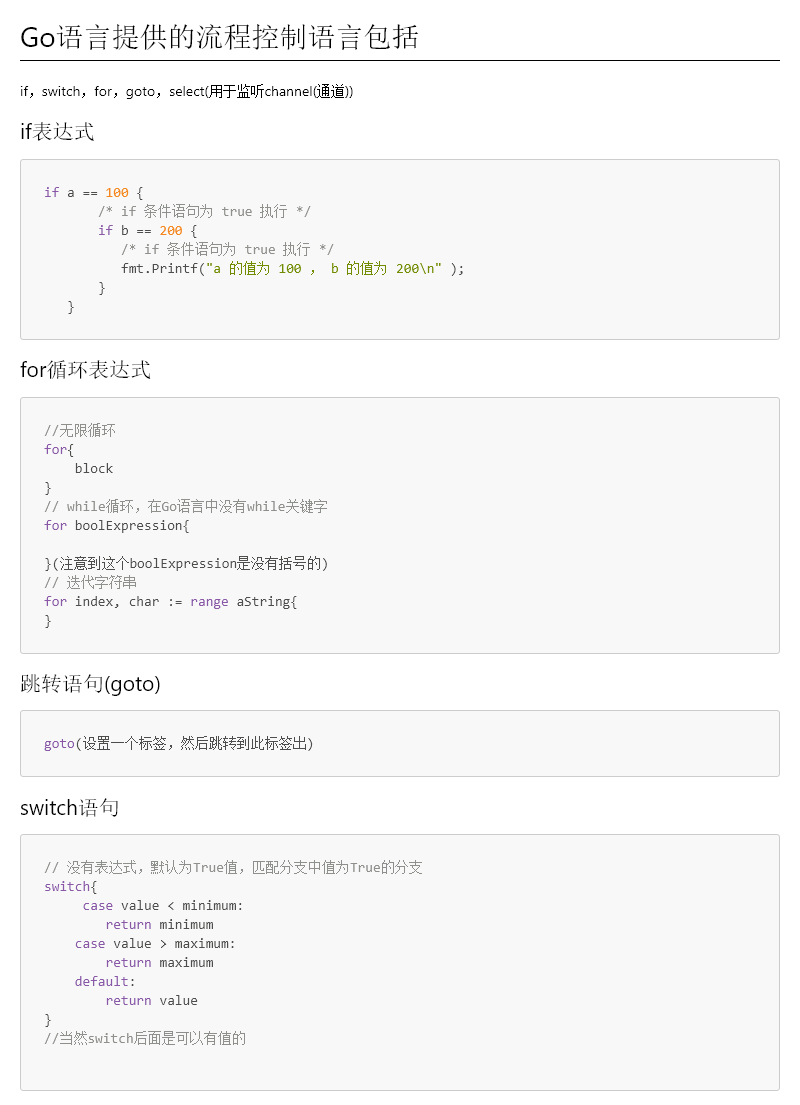 Go语言提供的流程控制语言包括
if，switch，for，goto，select(用于监听channel(通道))
if表达式
if a == 100 {
/* if 条件语句为 true 执行 */
if b == 200 {
/* if 条件语句为 true 执行 */
fmt.Printf("a 的值为 100 ， b 的值为 200\n" );
}
}
for循环表达式
//无限循环
for{
block
}
// while循环，在Go语言中没有while关键字
for boolExpression{
}(注意到这个boolExpression是没有括号的)
// 迭代字符串
for index, char := range aString{
}
跳转语句(goto)
goto(设置一个标签，然后跳转到此标签出)
switch语句
// 没有表达式，默认为True值，匹配分支中值为True的分支
switch{
case value < minimum:
return minimum
case value > maximum:
return maximum
default:
return value
}
//当然switch后面是可以有值的